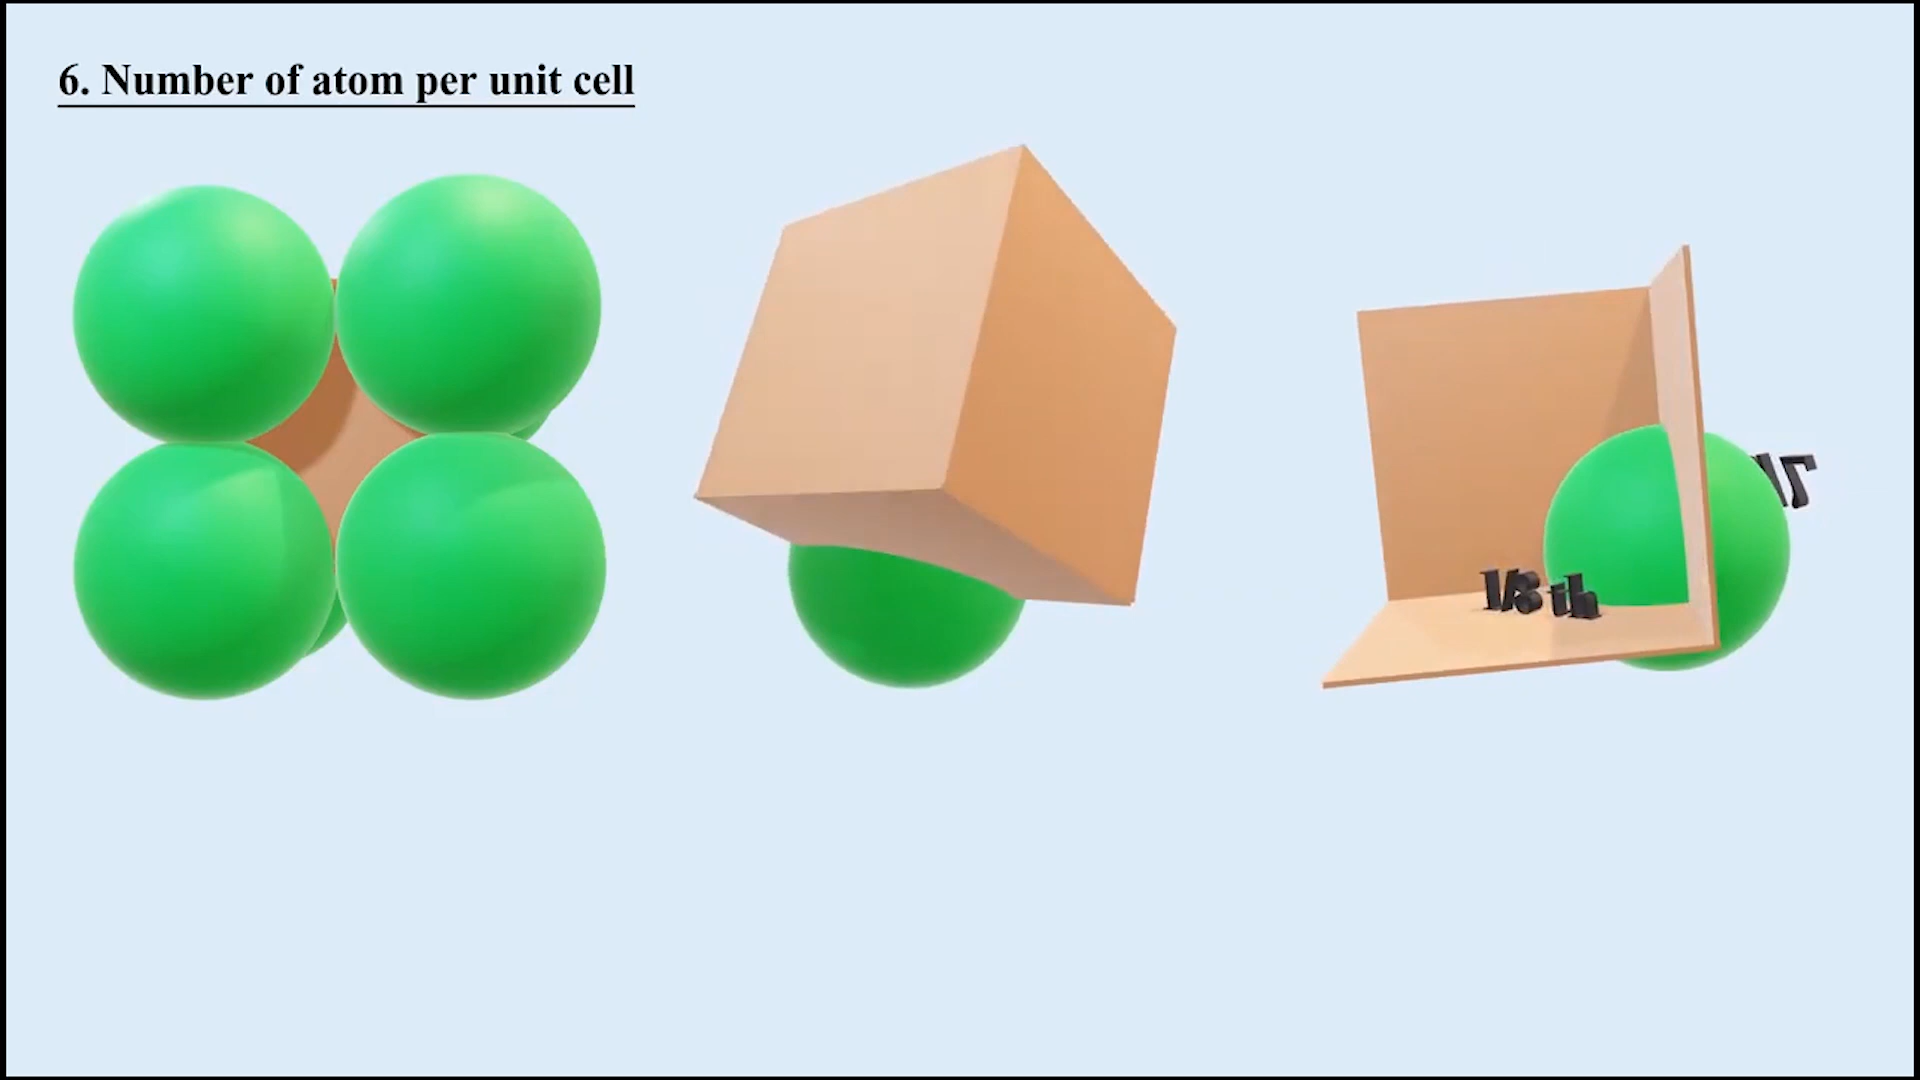 6. Number of atom per unit cell
1/8 th